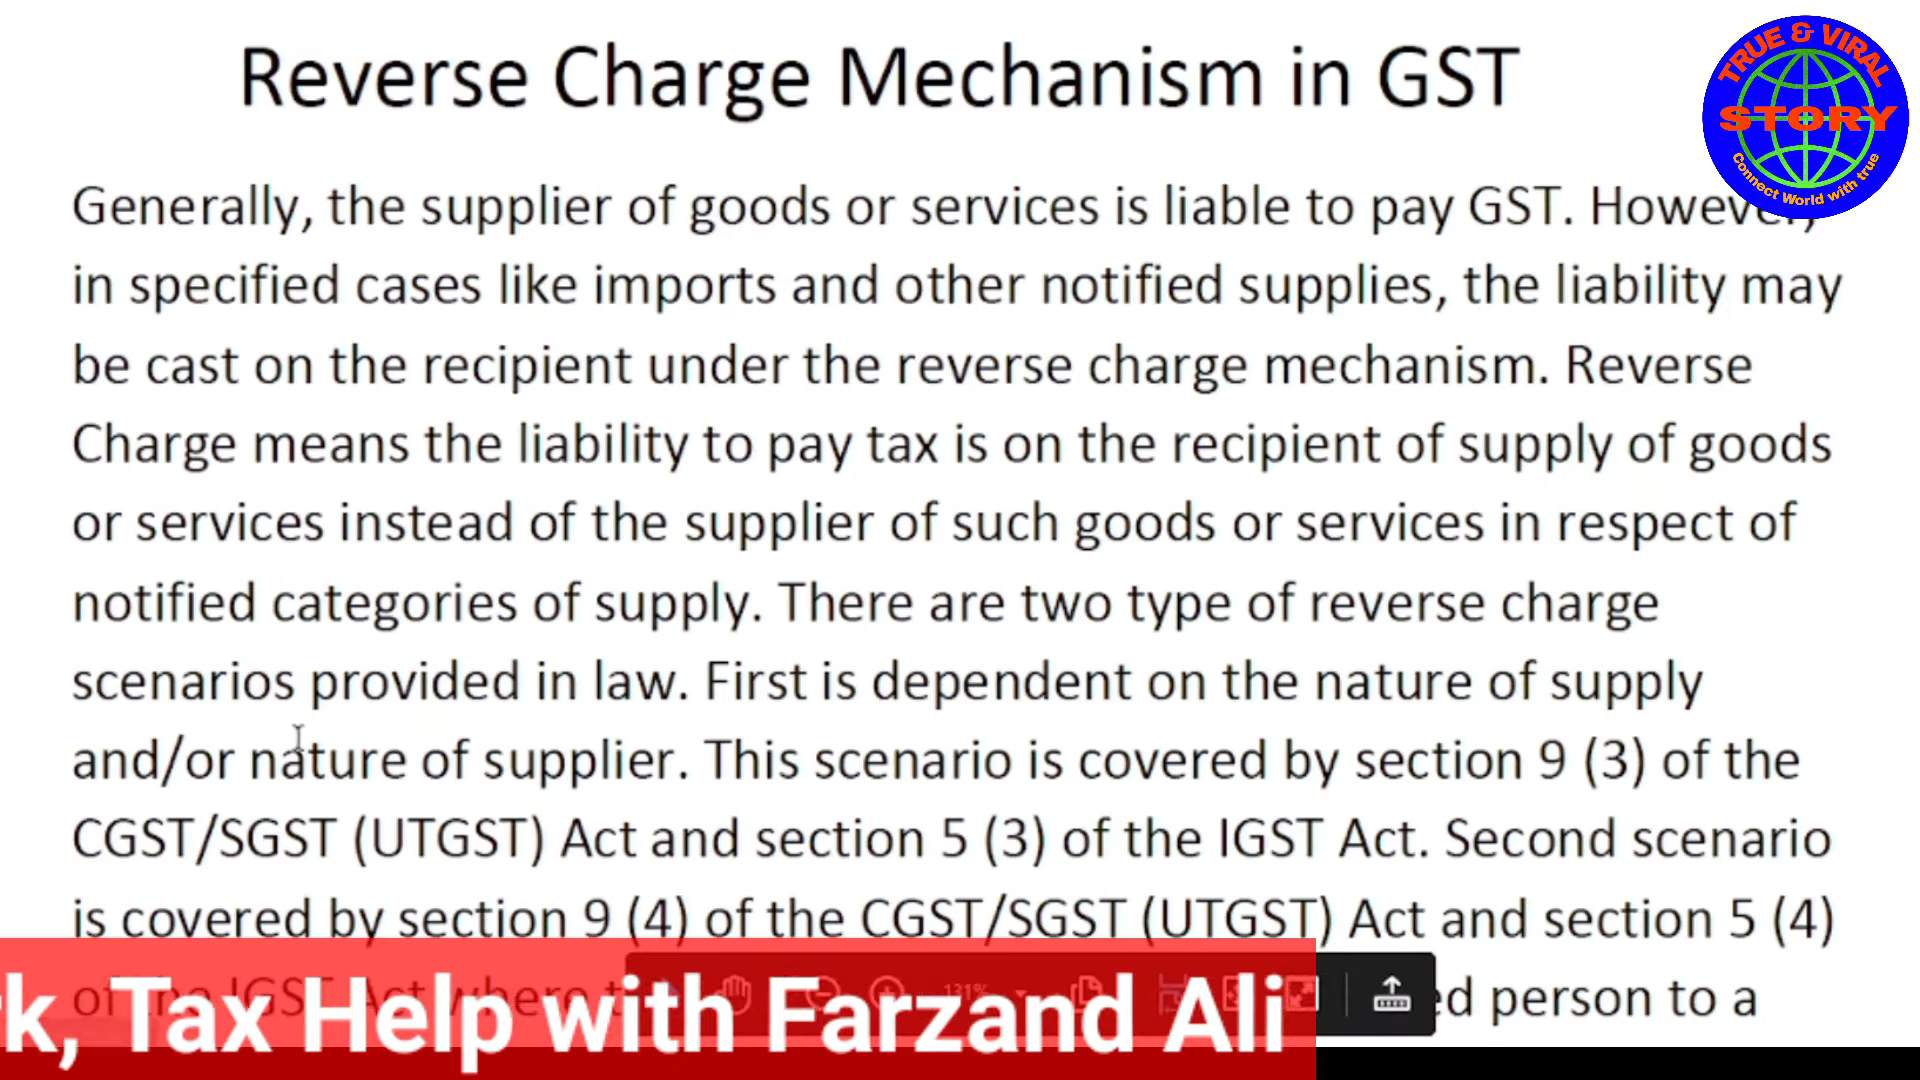 Reverse Charge Mechanism in GST
TRUE & VIRAL
STORY
Connect World with true
Generally, the supplier of goods or services is liable to pay GST. However,
in specified cases like imports and other notified supplies, the liability may
be cast on the recipient under the reverse charge mechanism. Reverse
Charge means the liability to pay tax is on the recipient of supply of goods
or services instead of the supplier of such goods or services in respect of
notified categories of supply. There are two type of reverse charge
scenarios provided in law. First is dependent on the nature of supply
and/or nature of supplier. This scenario is covered by section 9 (3) of the
CGST/SGST (UTGST) Act and section 5 (3) of the IGST Act. Second scenario
is covered by section 9 (4) of the CGST/SGST (UTGST) Act and section 5 (4)
of the IGST Act where person to a
131%
Tax Help with Farzand Ali